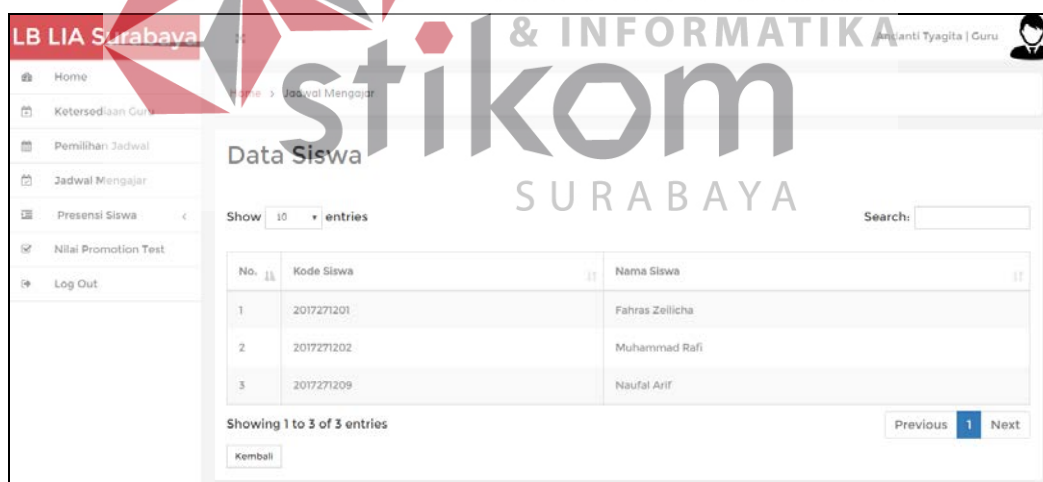 LB LIA Surabaya
& INFORMATIKA
Andanti Tyagita | Guru
stikom
SURABAYA
Home
Ketersediaan Guru
Pemilihan Jadwal
Jadwal Mengajar
Presensi Siswa
Nilai Promotion Test
Log Out
Home > Jadwal Mengajar
Data Siswa
Show 10 entries
Search:
No. Kode Siswa Nama Siswa
1 2017271201 Fahras Zeilicha
2 2017271202 Muhammad Rafi
3 2017271209 Naufal Arif
Showing 1 to 3 of 3 entries
Previous 1 Next
Kembali